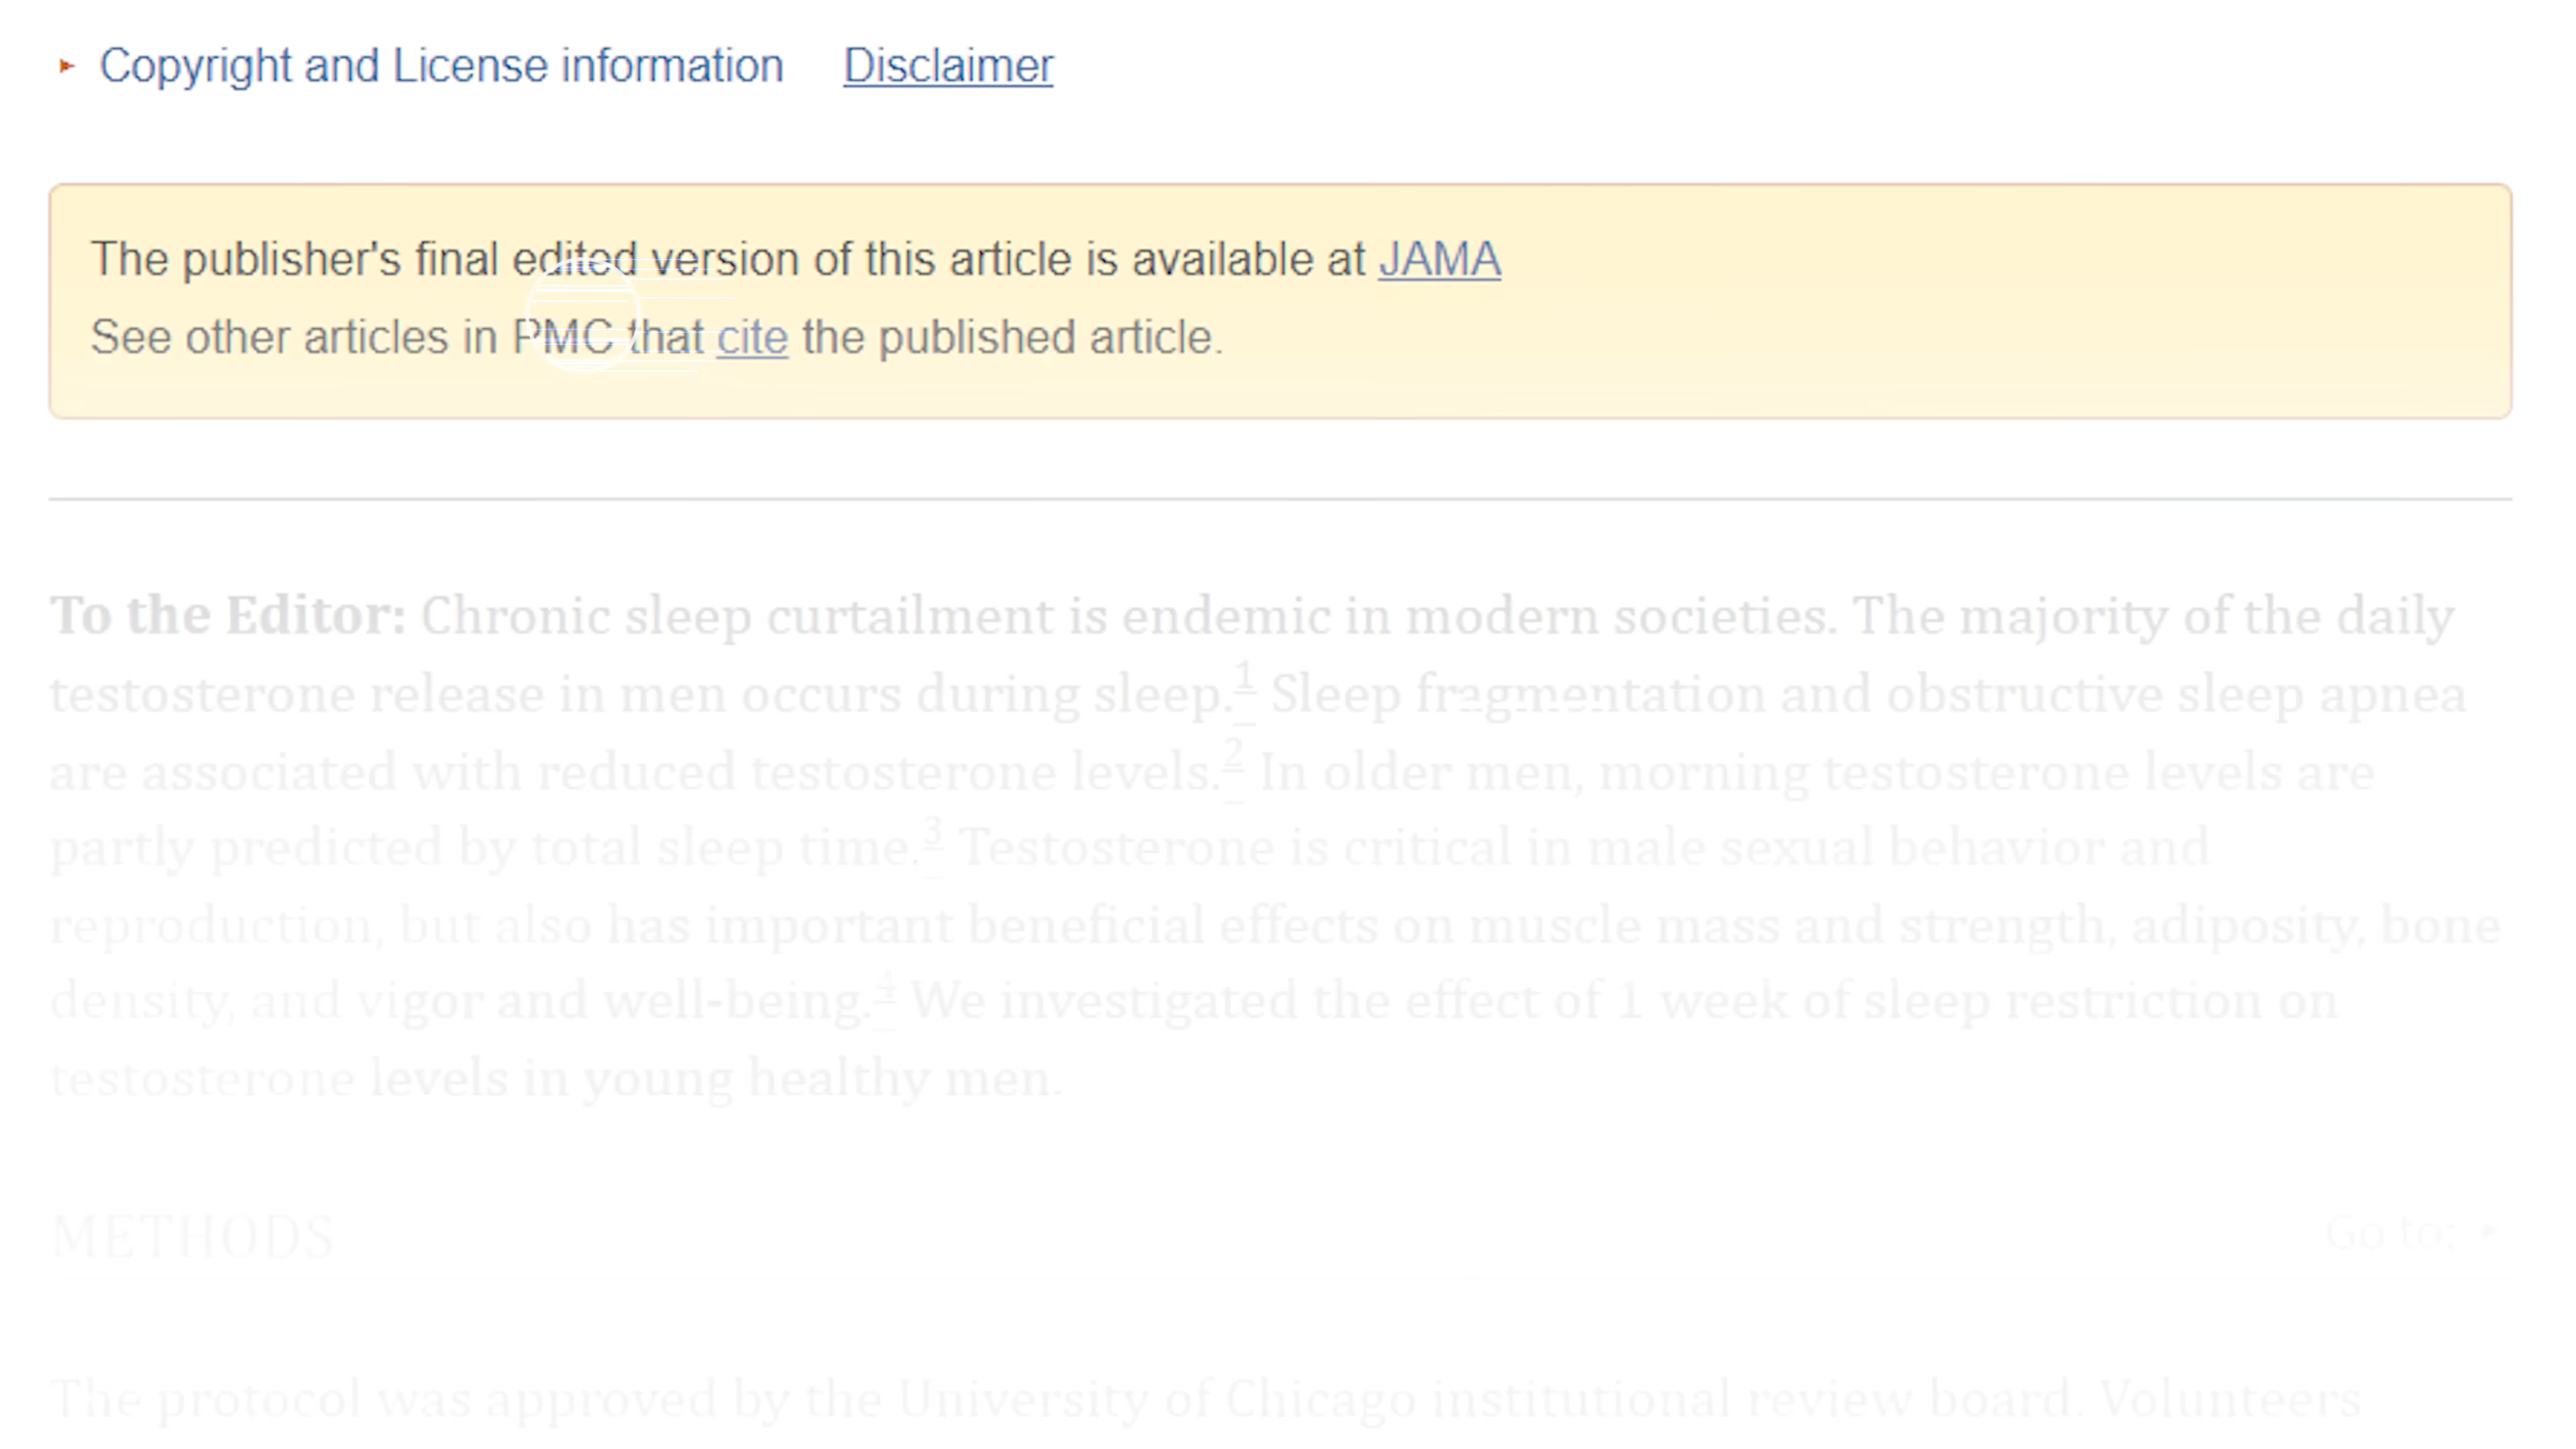 Copyright and License information Disclaimer
The publisher's final edited version of this article is available at JAMA
See other articles in PMC that cite the published article.
To the Editor: Chronic sleep curtailment is endemic in modern societies. The majority of the daily
testosterone release in men occurs during sleep.1 Sleep fragmentation and obstructive sleep apnea
are associated with reduced testosterone levels.2 In older men, morning testosterone levels are
partly predicted by total sleep time.3 Testosterone is critical in male sexual behavior and
reproduction, but also has important beneficial effects on muscle mass and strength, adiposity, bone
density, and vigor and well-being.4 We investigated the effect of 1 week of sleep restriction on
testosterone levels in young healthy men.
METHODS Go to:
The protocol was approved by the University of Chicago institutional review board. Volunteers